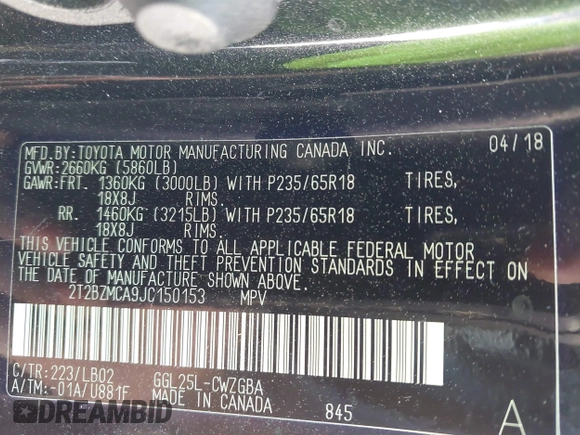 MFD.BY:TOYOTA MOTOR MANUFACTURING CANADA INC. 04/18
GVWR:2660KG (5860LB)
GAWR:FRT. 1360KG (3000LB) WITH P235/65R18 TIRES,
18X8J RIMS.
RR. 1460KG (3215LB) WITH P235/65R18 TIRES,
18X8J RIMS.
THIS VEHICLE CONFORMS TO ALL APPLICABLE FEDERAL MOTOR
VEHICLE SAFETY AND THEFT PREVENTION STANDARDS IN EFFECT ON
THE DATE OF MANUFACTURE SHOWN ABOVE.
2T2BZMCA9JC150153 MPV
C/TR:223/LB02 GGL25L-CWZGBA
A/TM:-01A/U881F MADE IN CANADA 845 A
DEALERSCLOUD
AutoBidCheck